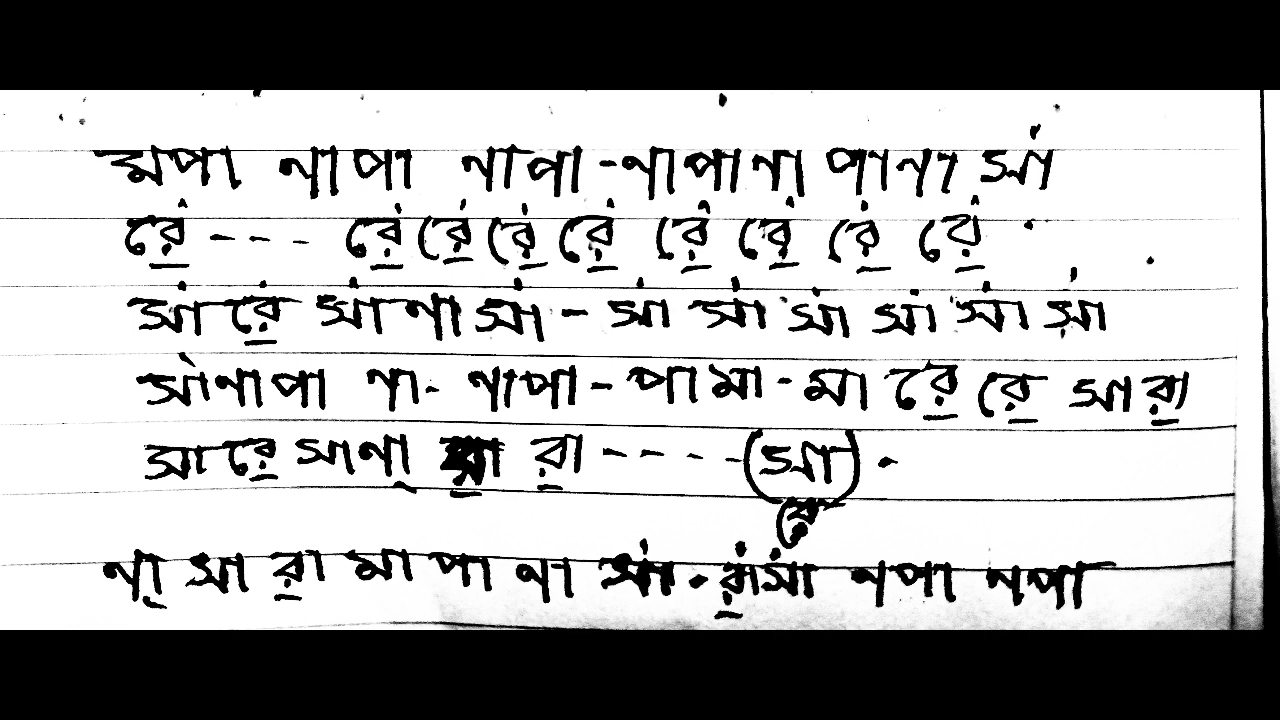 মপা নাপা নাপা - নাপানা পানা র্সা
র্রে - - - র্রে র্রে র্রে র্রে র্রে র্রে র্রে র্রে
র্সা র্রে র্সা না র্সা - র্সা র্সা র্সা র্সা র্সা র্সা
র্সানাপা না - নাপা - পা মা - মা রে রে সা রা
সা রে সানা্ রা - - - - (সা)
রে
না্ সা রা মা পা না র্সা - র্রার্সা নপা নপা